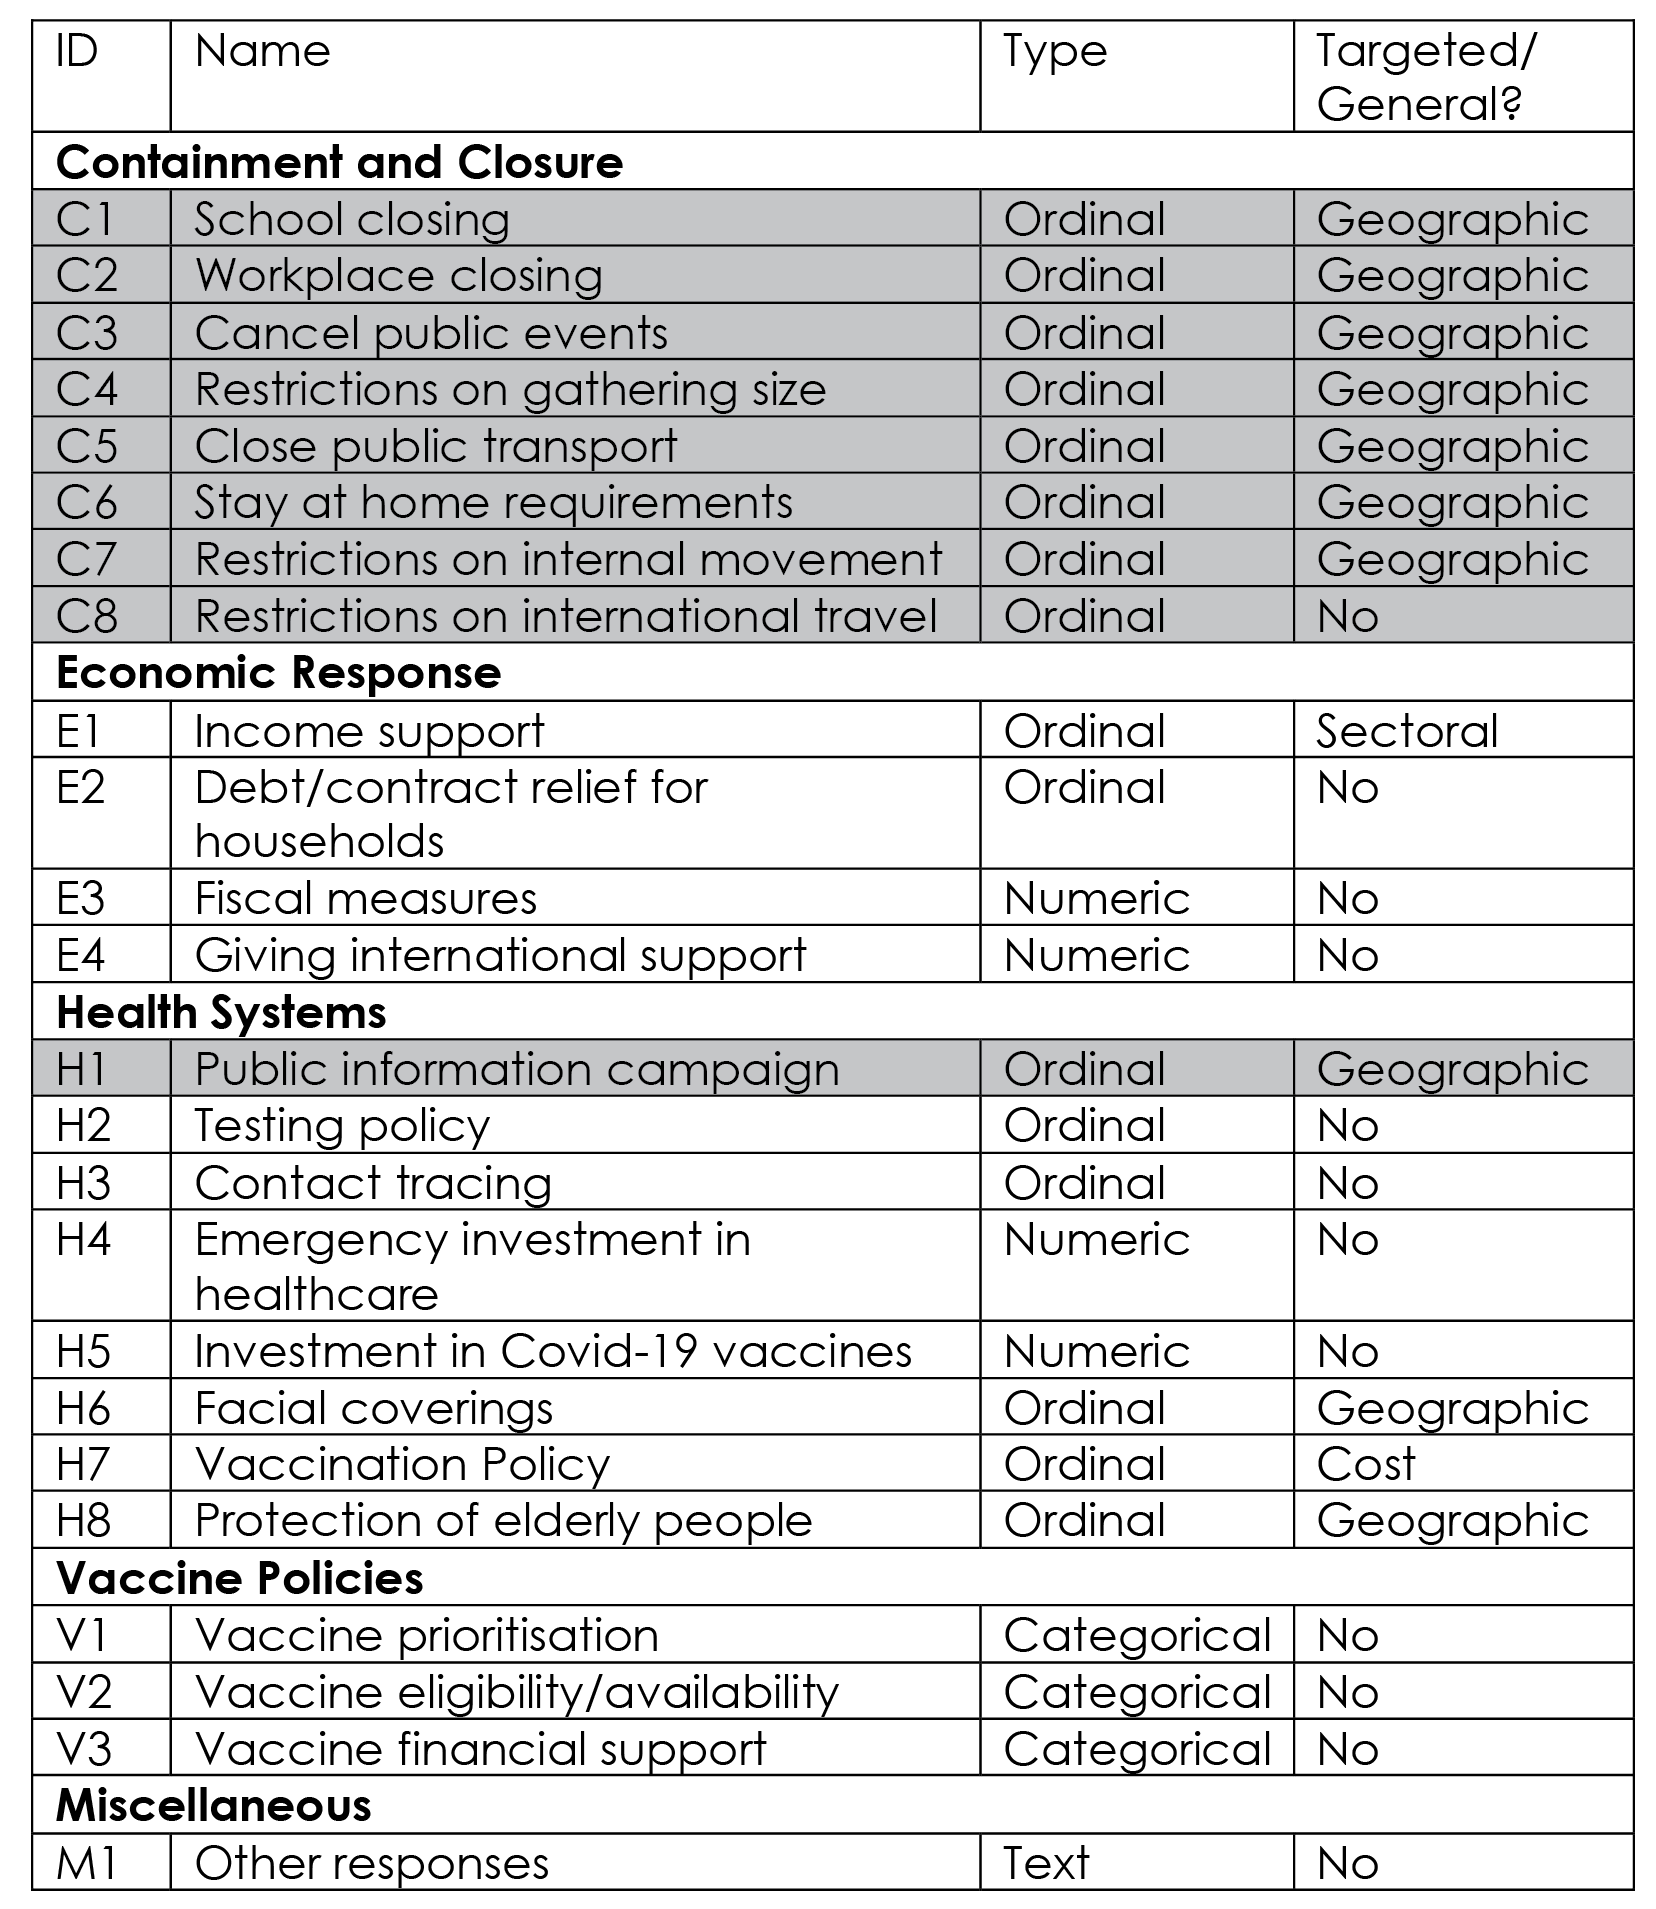 ID Name Type Targeted/
General?
Containment and Closure
C1 School closing Ordinal Geographic
C2 Workplace closing Ordinal Geographic
C3 Cancel public events Ordinal Geographic
C4 Restrictions on gathering size Ordinal Geographic
C5 Close public transport Ordinal Geographic
C6 Stay at home requirements Ordinal Geographic
C7 Restrictions on internal movement Ordinal Geographic
C8 Restrictions on international travel Ordinal No
Economic Response
E1 Income support Ordinal Sectoral
E2 Debt/contract relief for Ordinal No
households
E3 Fiscal measures Numeric No
E4 Giving international support Numeric No
Health Systems
H1 Public information campaign Ordinal Geographic
H2 Testing policy Ordinal No
H3 Contact tracing Ordinal No
H4 Emergency investment in Numeric No
healthcare
H5 Investment in Covid-19 vaccines Numeric No
H6 Facial coverings Ordinal Geographic
H7 Vaccination Policy Ordinal Cost
H8 Protection of elderly people Ordinal Geographic
Vaccine Policies
V1 Vaccine prioritisation Categorical No
V2 Vaccine eligibility/availability Categorical No
V3 Vaccine financial support Categorical No
Miscellaneous
M1 Other responses Text No